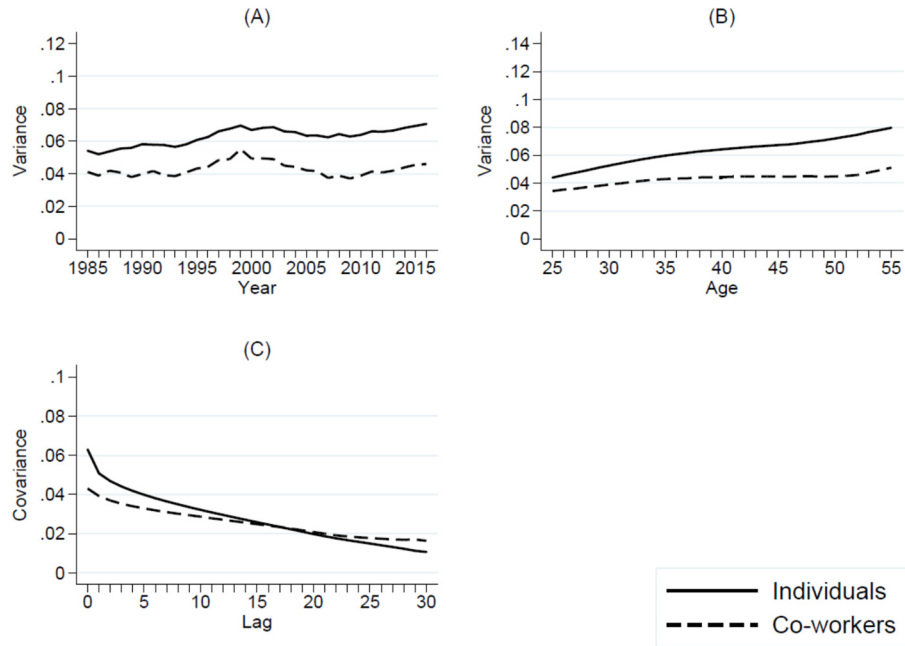 (A)
Variance
.12
.1
.08
.06
.04
.02
0
1985 1990 1995 2000 2005 2010 2015
Year
(B)
Variance
.14
.12
.1
.08
.06
.04
.02
0
25 30 35 40 45 50 55
Age
(C)
Covariance
.1
.08
.06
.04
.02
0
0 5 10 15 20 25 30
Lag
Individuals
Co-workers